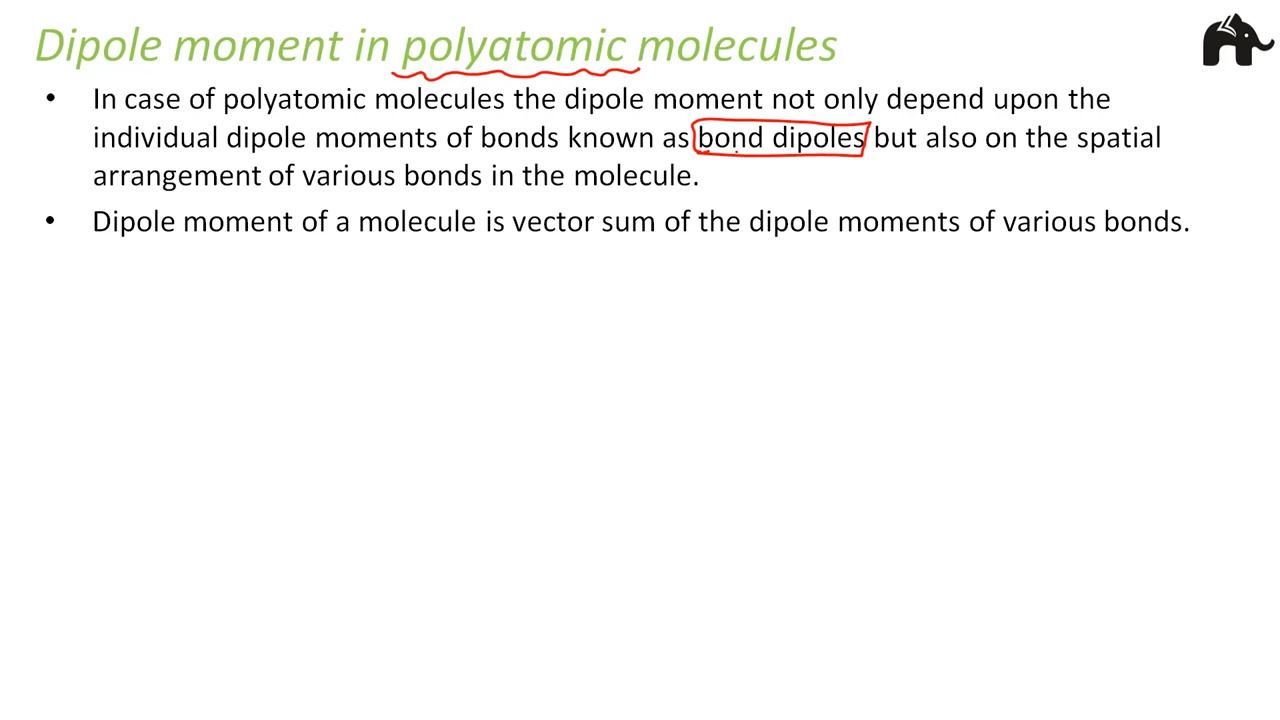 Dipole moment in polyatomic molecules
• In case of polyatomic molecules the dipole moment not only depend upon the
individual dipole moments of bonds known as bond dipoles but also on the spatial
arrangement of various bonds in the molecule.
• Dipole moment of a molecule is vector sum of the dipole moments of various bonds.